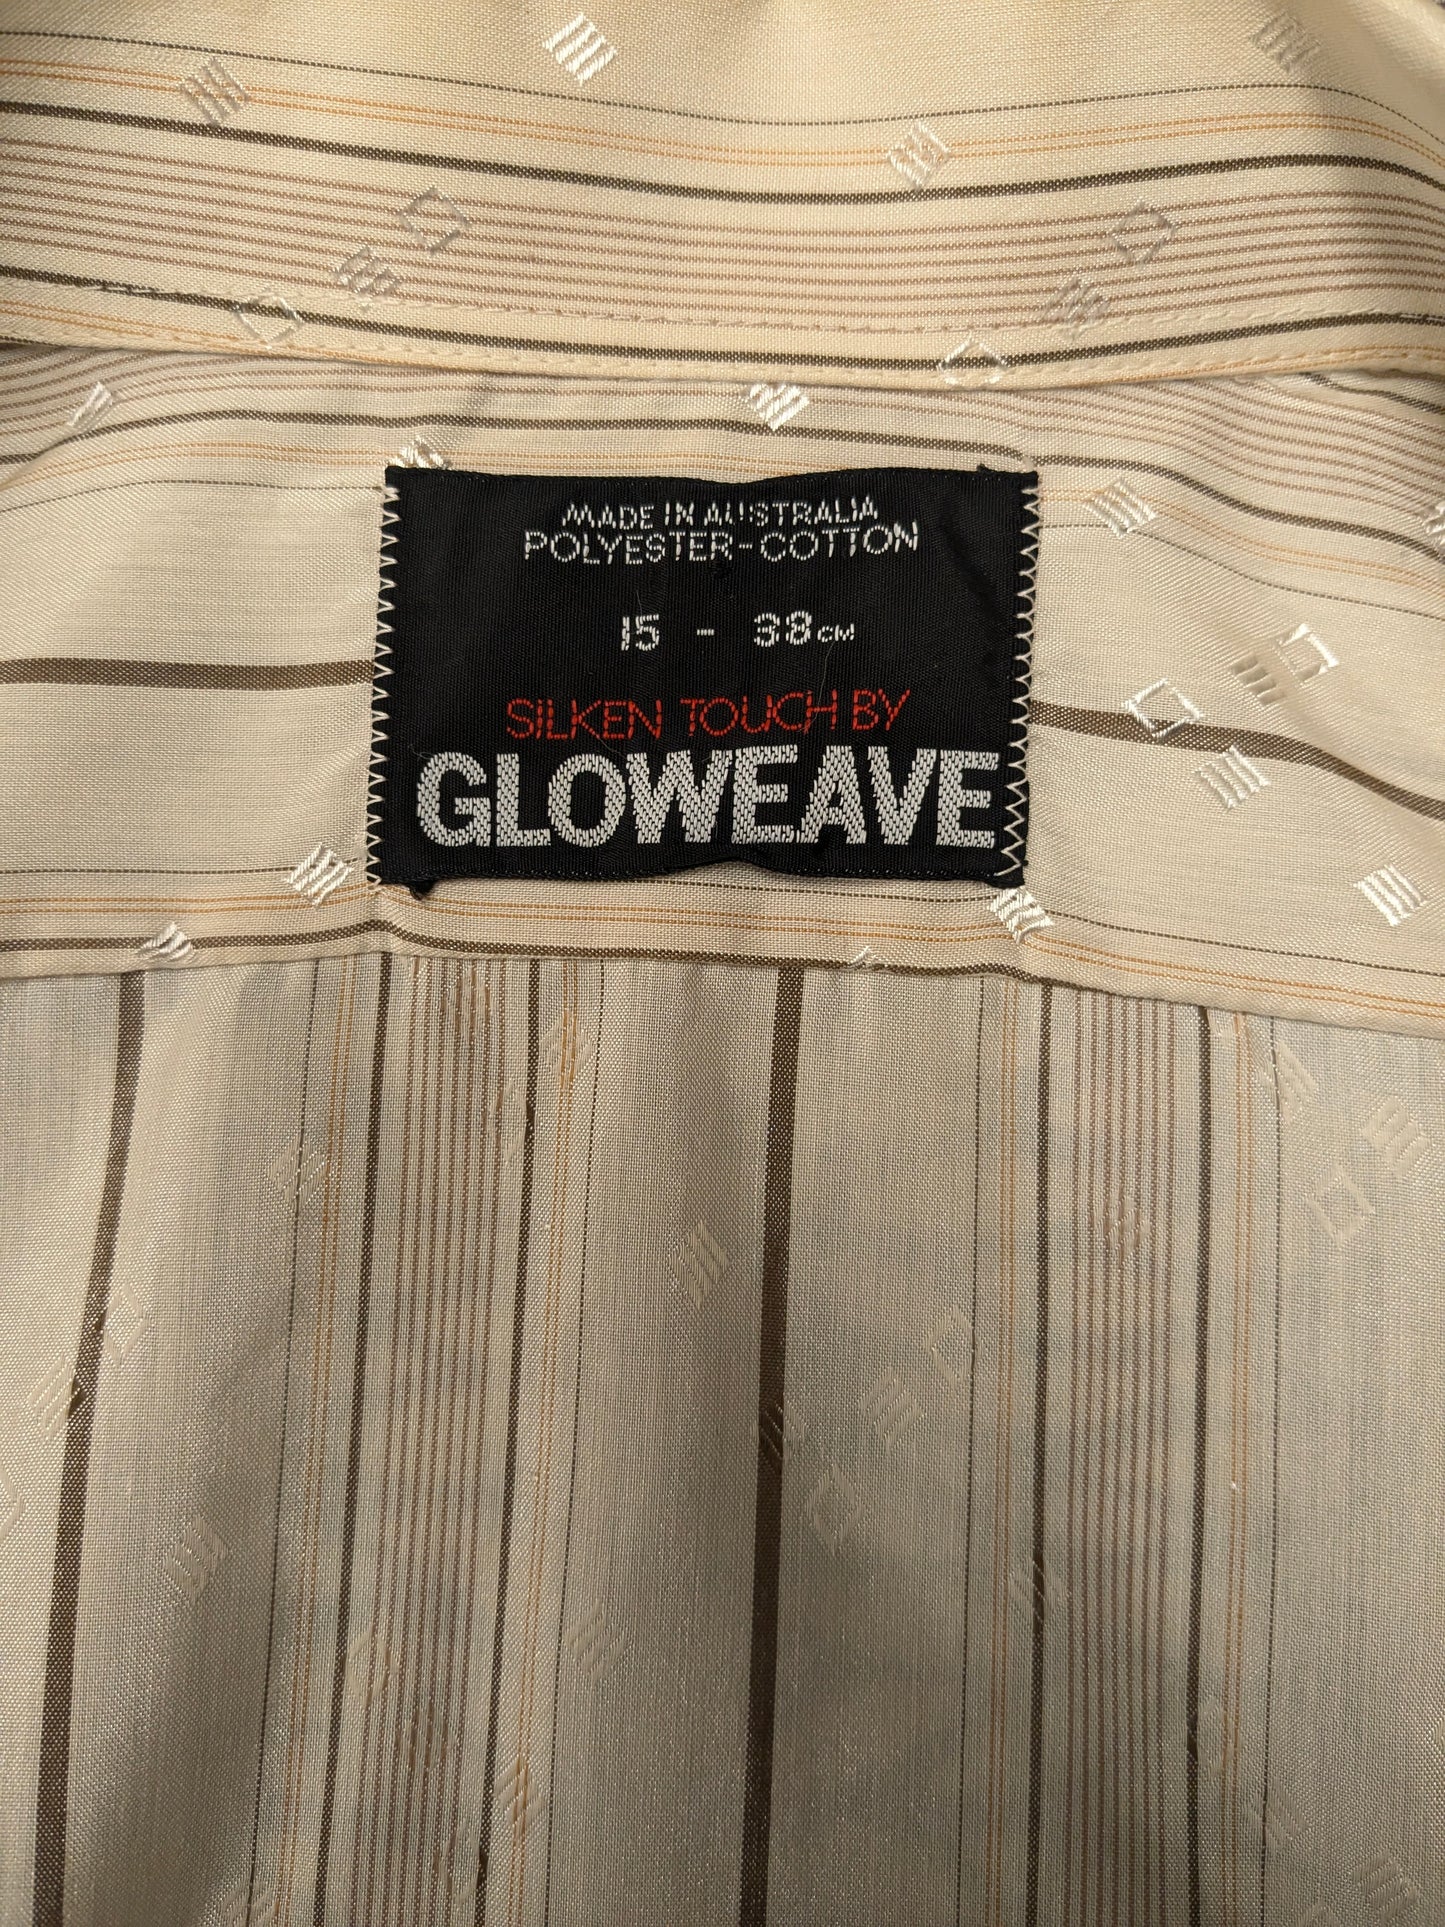 MADE IN AUSTRALIA
POLYESTER-COTTON
15 - 38CM
SILKEN TOUCH BY
GLOWEAVE